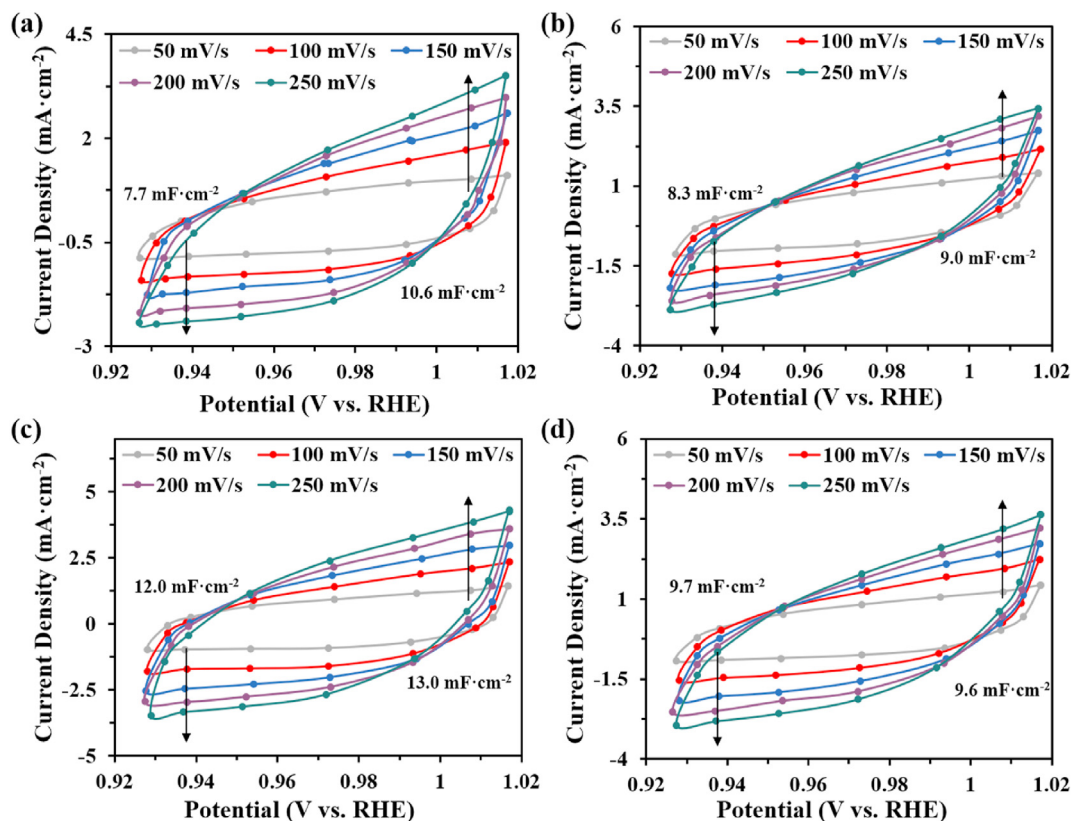 (a)
4.5
2
-0.5
-3
Current Density (mA·cm⁻²)
50 mV/s 100 mV/s 150 mV/s
200 mV/s 250 mV/s
7.7 mF·cm⁻²
10.6 mF·cm⁻²
0.92 0.94 0.96 0.98 1 1.02
Potential (V vs. RHE)
(b)
6
3.5
1
-1.5
-4
Current Density (mA·cm⁻²)
50 mV/s 100 mV/s 150 mV/s
200 mV/s 250 mV/s
8.3 mF·cm⁻²
9.0 mF·cm⁻²
0.92 0.94 0.96 0.98 1 1.02
Potential (V vs. RHE)
(c)
5
2.5
0
-2.5
-5
Current Density (mA·cm⁻²)
50 mV/s 100 mV/s 150 mV/s
200 mV/s 250 mV/s
12.0 mF·cm⁻²
13.0 mF·cm⁻²
0.92 0.94 0.96 0.98 1 1.02
Potential (V vs. RHE)
(d)
6
3.5
1
-1.5
-4
Current Density (mA·cm⁻²)
50 mV/s 100 mV/s 150 mV/s
200 mV/s 250 mV/s
9.7 mF·cm⁻²
9.6 mF·cm⁻²
0.92 0.94 0.96 0.98 1 1.02
Potential (V vs. RHE)